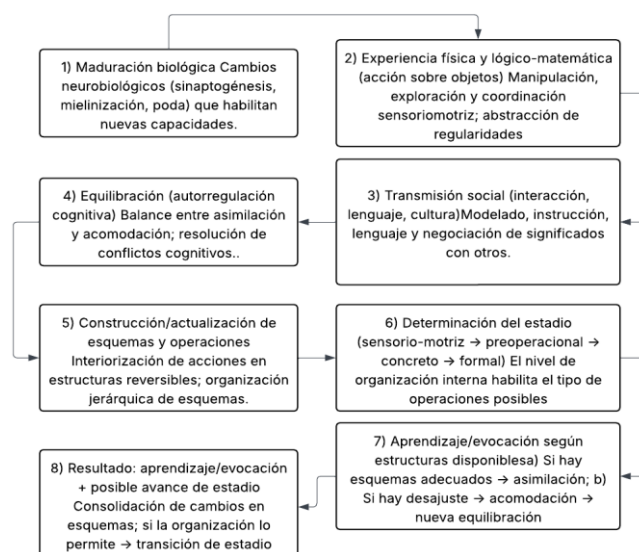 1) Maduración biológica Cambios
neurobiológicos (sinaptogénesis,
mielinización, poda) que habilitan
nuevas capacidades.
2) Experiencia física y lógico-matemática
(acción sobre objetos) Manipulación,
exploración y coordinación
sensoriomotriz; abstracción de
regularidades
3) Transmisión social (interacción,
lenguaje, cultura)Modelado, instrucción,
lenguaje y negociación de significados
con otros.
4) Equilibración (autorregulación
cognitiva) Balance entre asimilación
y acomodación; resolución de
conflictos cognitivos..
5) Construcción/actualización de
esquemas y operaciones
Interiorización de acciones en
estructuras reversibles; organización
jerárquica de esquemas.
6) Determinación del estadio
(sensorio-motriz → preoperacional →
concreto → formal) El nivel de
organización interna habilita el tipo de
operaciones posibles
7) Aprendizaje/evocación según
estructuras disponiblesa) Si hay
esquemas adecuados → asimilación; b)
Si hay desajuste → acomodación →
nueva equilibración
8) Resultado: aprendizaje/evocación
+ posible avance de estadio
Consolidación de cambios en
esquemas; si la organización lo
permite → transición de estadio